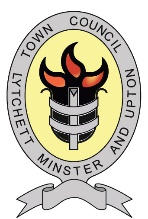 TOWN COUNCIL
LYTCHETT MINSTER AND UPTON